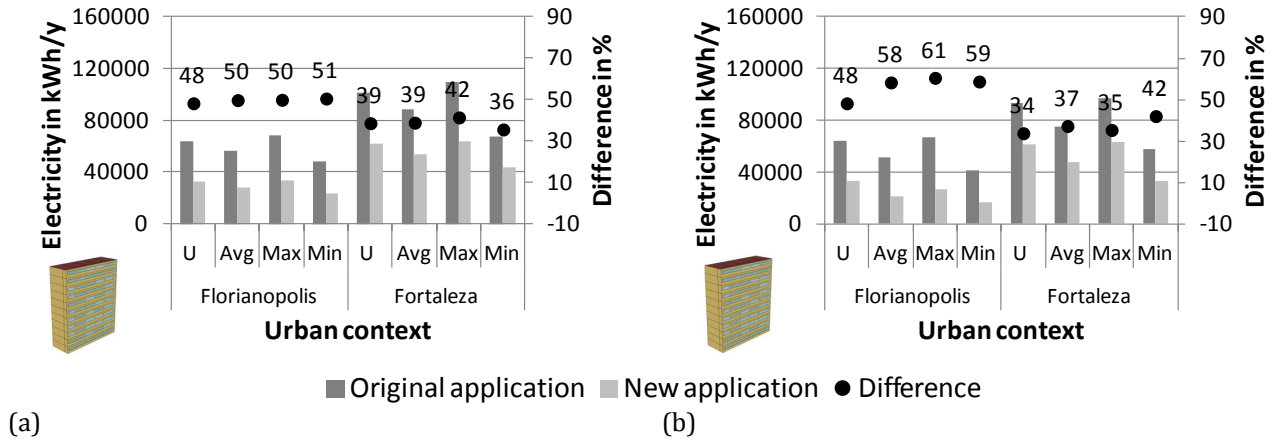 Electricity in kWh/y
160000
120000
80000
40000
0
48 50 50 51 39 39 42 36
90
70
50
30
10
-10
Difference in %
U Avg Max Min U Avg Max Min
Florianopolis Fortaleza
Urban context
Electricity in kWh/y
160000
120000
80000
40000
0
48 58 61 59 34 37 35 42
90
70
50
30
10
-10
Difference in %
U Avg Max Min U Avg Max Min
Florianopolis Fortaleza
Urban context
Original application New application Difference
(a) (b)